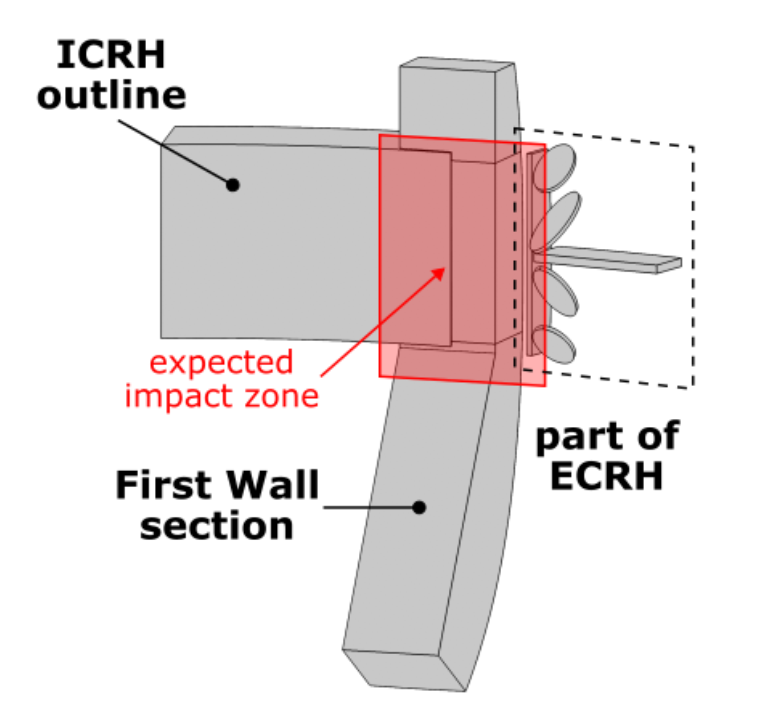 ICRH
outline
expected
impact zone
part of
ECRH
First Wall
section